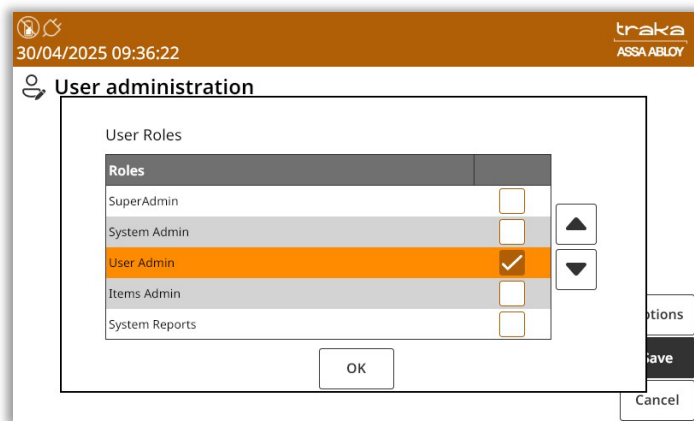 traka
30/04/2025 09:36:22
ASSA ABLOY
User administration
User Roles
Roles
SuperAdmin
System Admin
User Admin
Items Admin
System Reports
OK
ptions
Save
Cancel